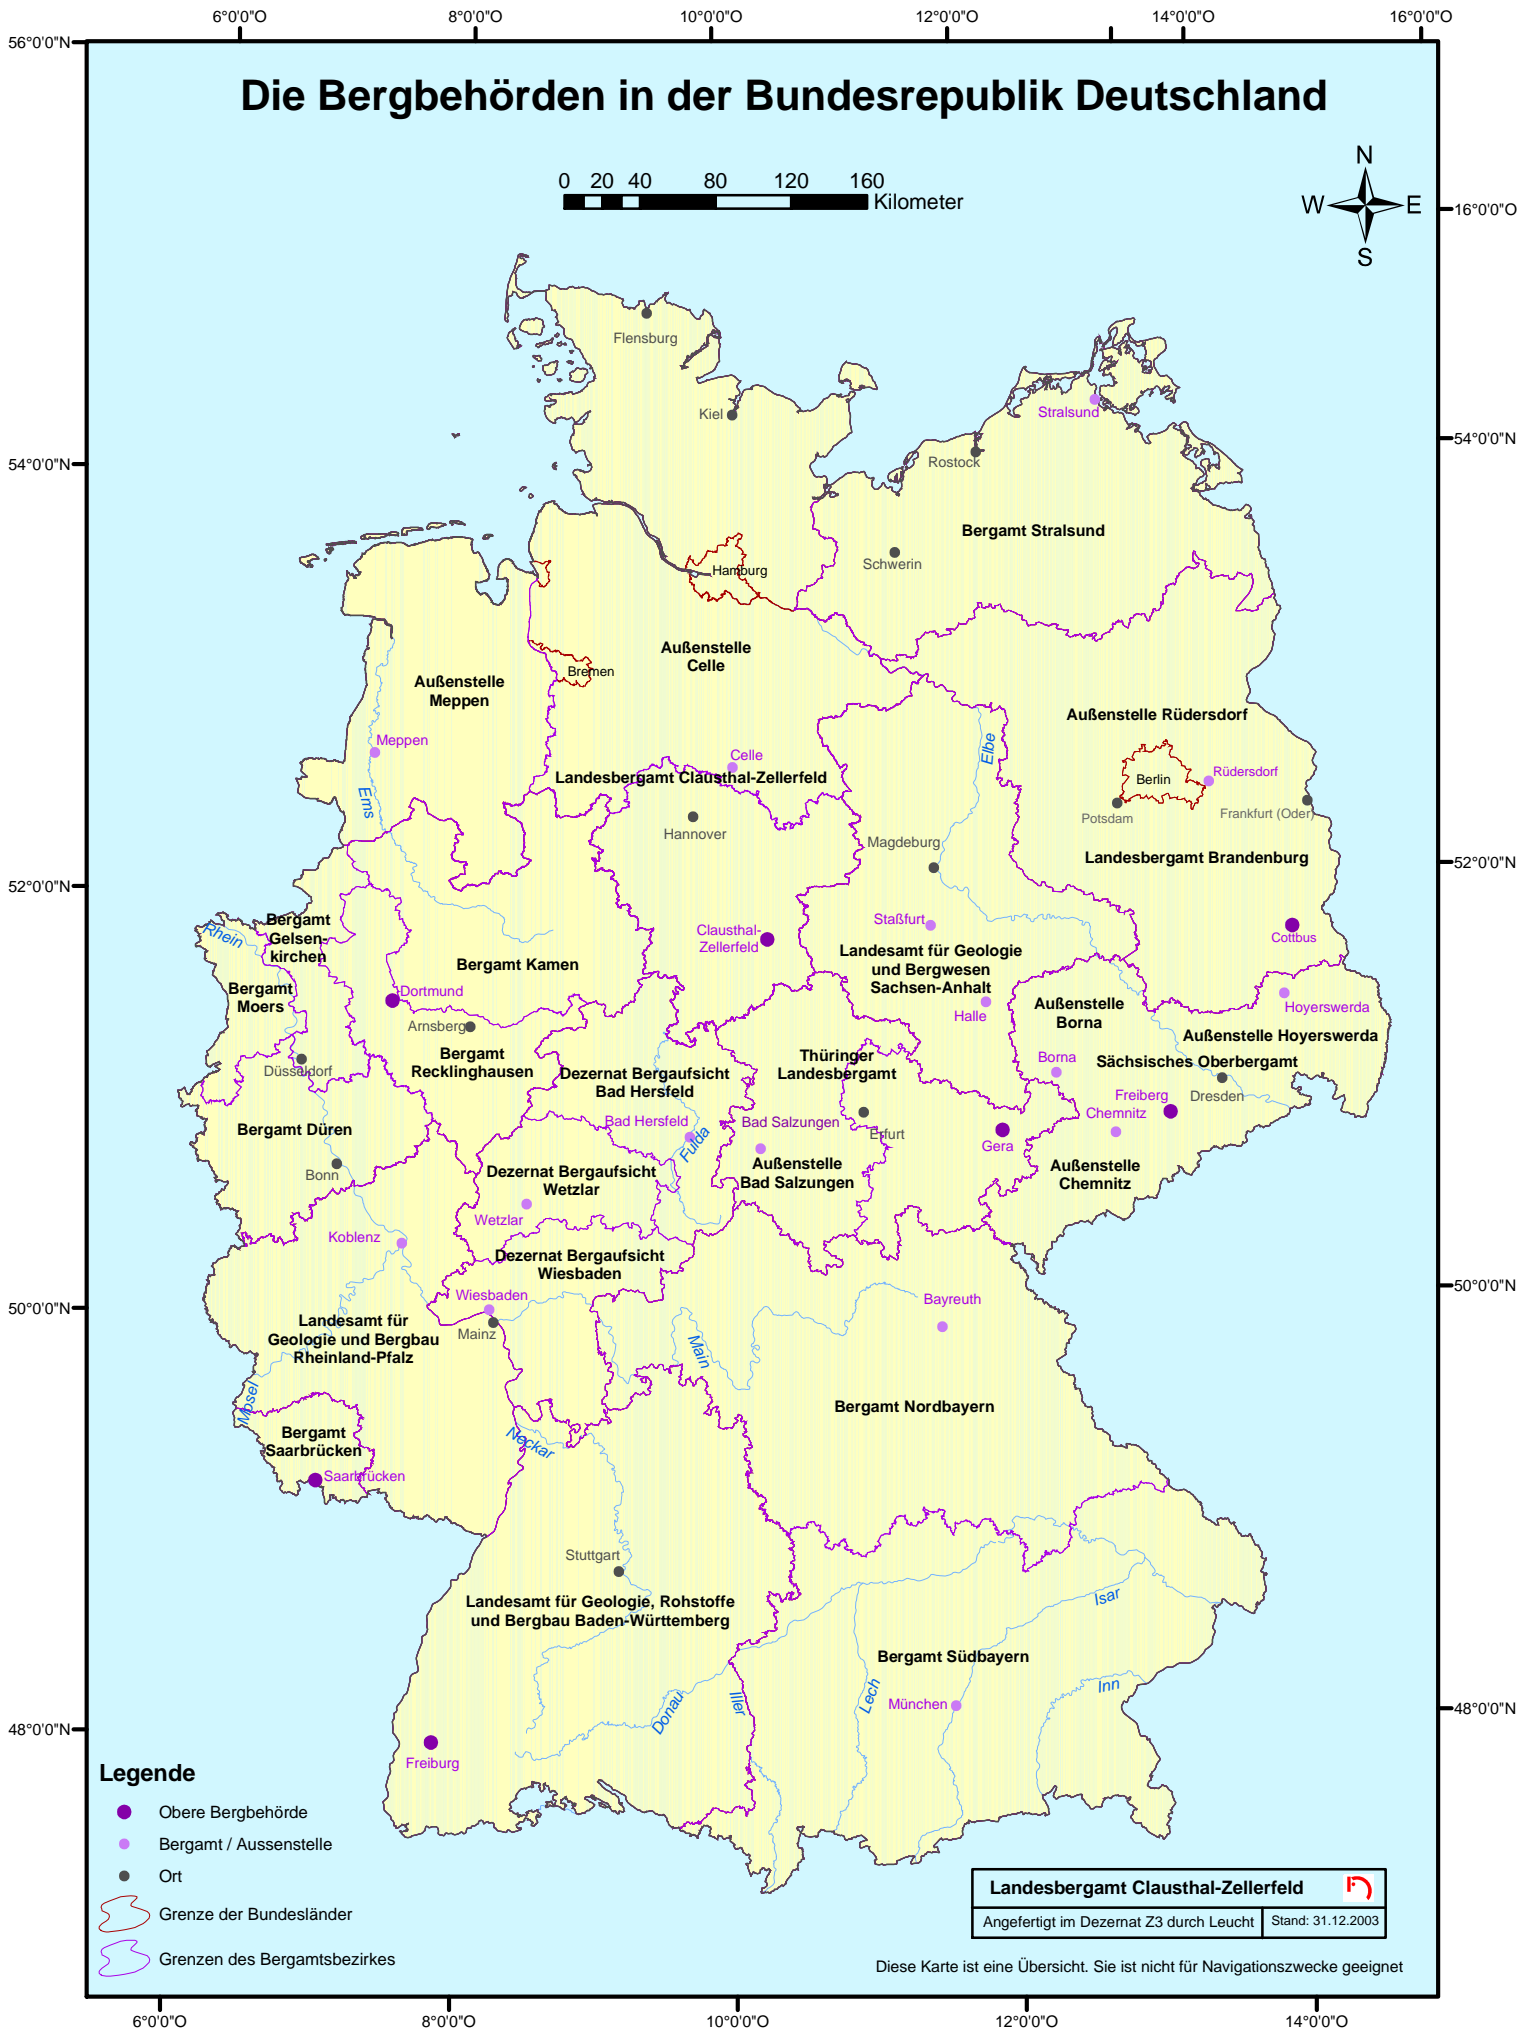 6°0'0"O 8°0'0"O 10°0'0"O 12°0'0"O 14°0'0"O 16°0'0"O
56°0'0"N
Die Bergbehörden in der Bundesrepublik Deutschland
0 20 40 80 120 160
Kilometer
N
W E
S
16°0'0"O
Flensburg
Kiel
Stralsund
Rostock
54°0'0"N
54°0'0"N
Bergamt Stralsund
Schwerin
Hamburg
Außenstelle
Celle
Bremen
Außenstelle
Meppen
Außenstelle Rüdersdorf
Meppen
Elbe
Celle
Landesbergamt Clausthal-Zellerfeld
Rüdersdorf
Berlin
Ems
Potsdam
Frankfurt (Oder)
Hannover
Magdeburg
Landesbergamt Brandenburg
52°0'0"N
52°0'0"N
Bergamt
Gelsen-
kirchen
Rhein
Staßfurt
Clausthal-
Zellerfeld
Cottbus
Landesamt für Geologie
und Bergwesen
Sachsen-Anhalt
Bergamt Kamen
Bergamt
Moers
Dortmund
Halle
Außenstelle
Borna
Hoyerswerda
Arnsberg
Außenstelle Hoyerswerda
Bergamt
Recklinghausen
Düsseldorf
Dezernat Bergaufsicht
Bad Hersfeld
Thüringer
Landesbergamt
Borna
Sächsisches Oberbergamt
Dresden
Freiberg
Chemnitz
Bergamt Düren
Bad Hersfeld
Bad Salzungen
Erfurt
Gera
Fulda
Bonn
Dezernat Bergaufsicht
Wetzlar
Außenstelle
Bad Salzungen
Außenstelle
Chemnitz
Wetzlar
Koblenz
Dezernat Bergaufsicht
Wiesbaden
50°0'0"N
50°0'0"N
Wiesbaden
Bayreuth
Mainz
Landesamt für
Geologie und Bergbau
Rheinland-Pfalz
Main
Mosel
Bergamt Nordbayern
Bergamt
Saarbrücken
Neckar
Saarbrücken
Stuttgart
Landesamt für Geologie, Rohstoffe
und Bergbau Baden-Württemberg
Isar
Bergamt Südbayern
Inn
Lech
Iller
Donau
München
48°0'0"N
48°0'0"N
Freiburg
Legende
Obere Bergbehörde
Bergamt / Aussenstelle
Ort
Grenze der Bundesländer
Grenzen des Bergamtsbezirkes
Landesbergamt Clausthal-Zellerfeld
Angefertigt im Dezernat Z3 durch Leucht Stand: 31.12.2003
Diese Karte ist eine Übersicht. Sie ist nicht für Navigationszwecke geeignet
6°0'0"O 8°0'0"O 10°0'0"O 12°0'0"O 14°0'0"O